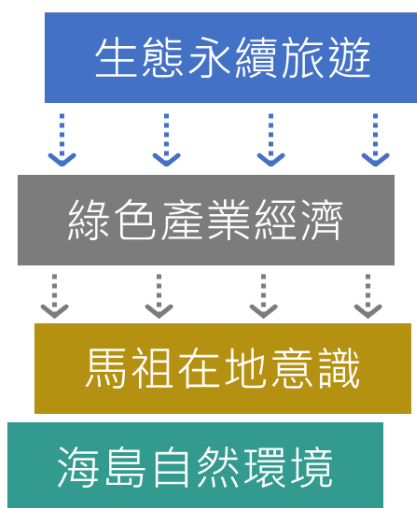 生態永續旅遊
綠色產業經濟
馬祖在地意識
海島自然環境